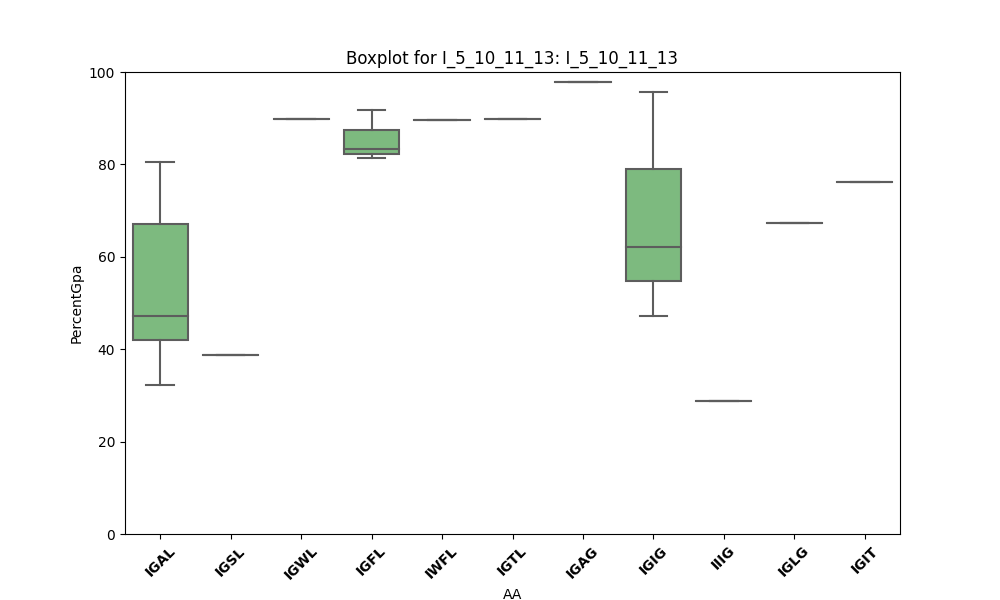 Boxplot for I_5_10_11_13: I_5_10_11_13
100
80
60
40
20
0
PercentGpa
IGAL IGSL IGWL IGFL IWFL IGTL IGAG IGIG IIIG IGLG IGIT
AA